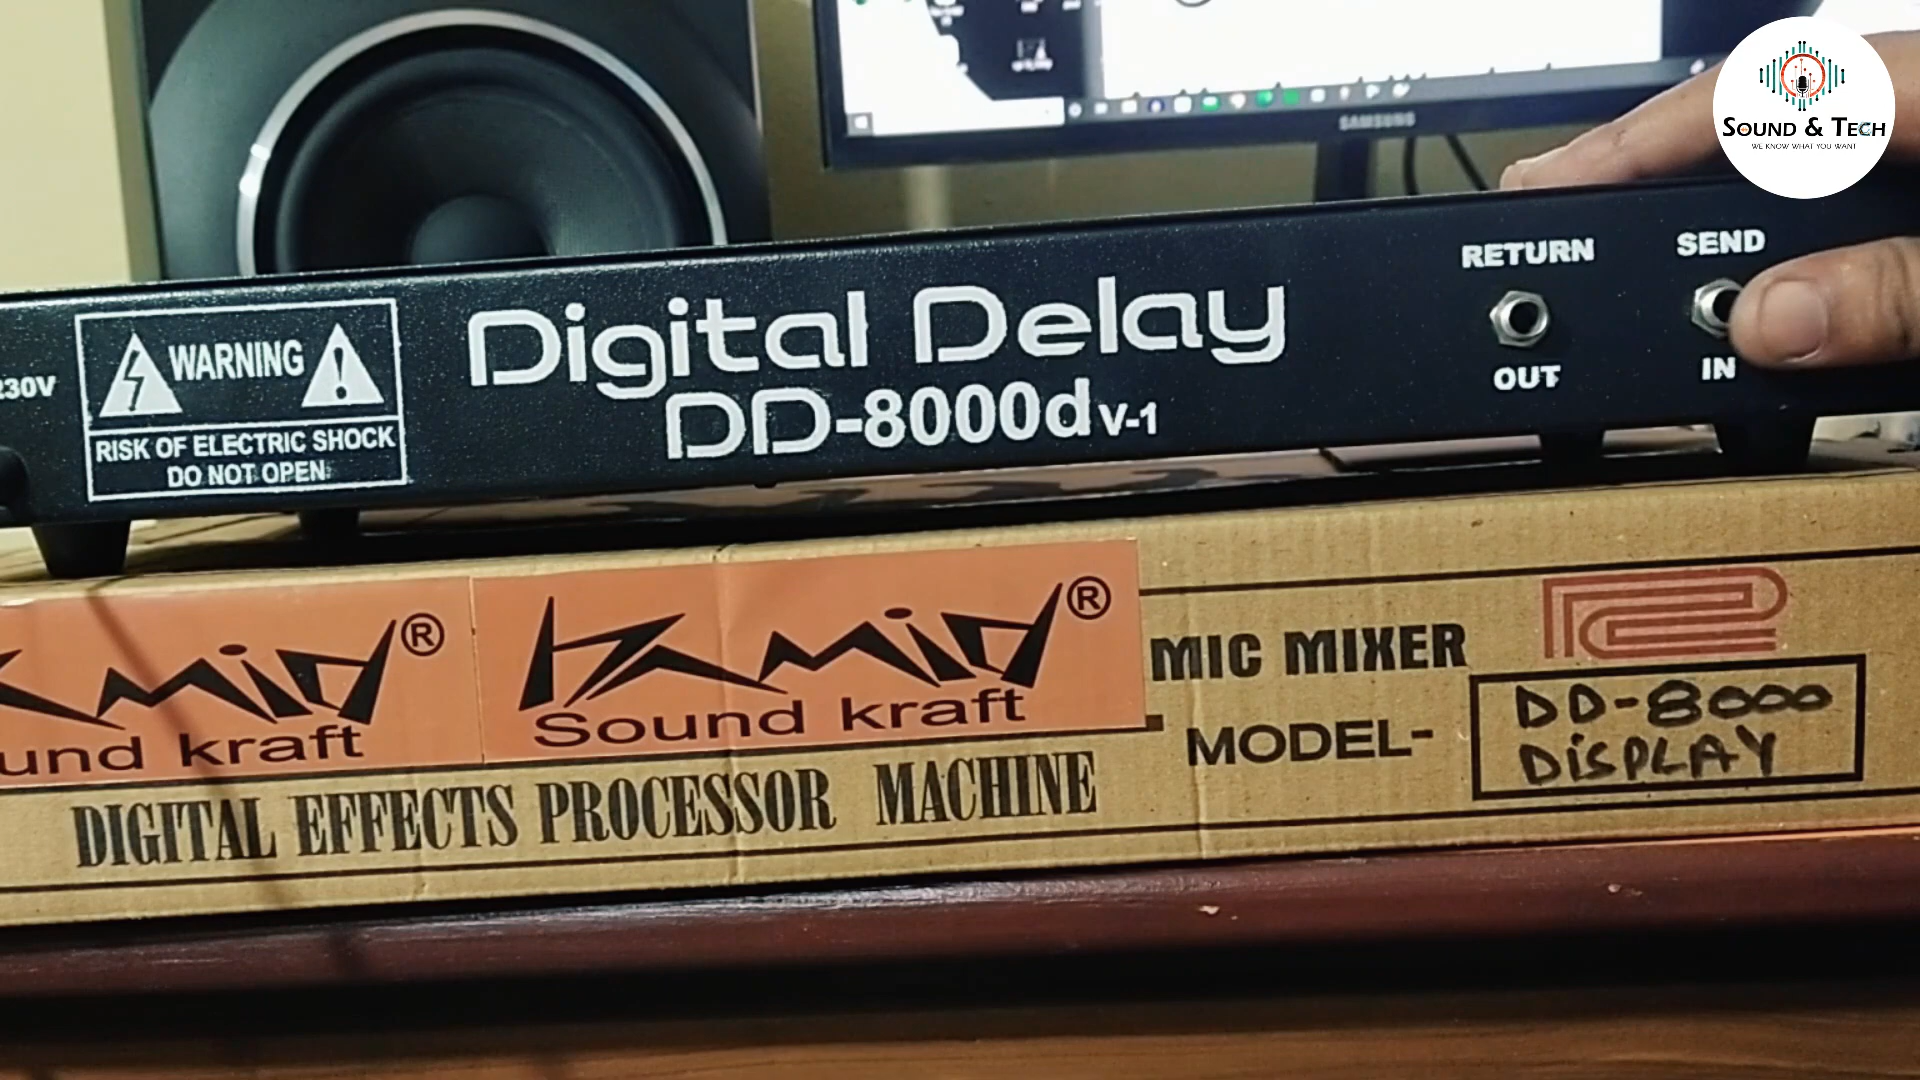 SOUND & TECH
WE KNOW WHAT YOU WANT
SAMSUNG
RETURN
SEND
OUT
IN
230V
WARNING
RISK OF ELECTRIC SHOCK
DO NOT OPEN
Digital Delay
DD-8000d V-1
Kamid ®
Sound kraft
und kraft
DIGITAL EFFECTS PROCESSOR MACHINE
MIC MIXER
MODEL-
DD-8000
DiSPLAY